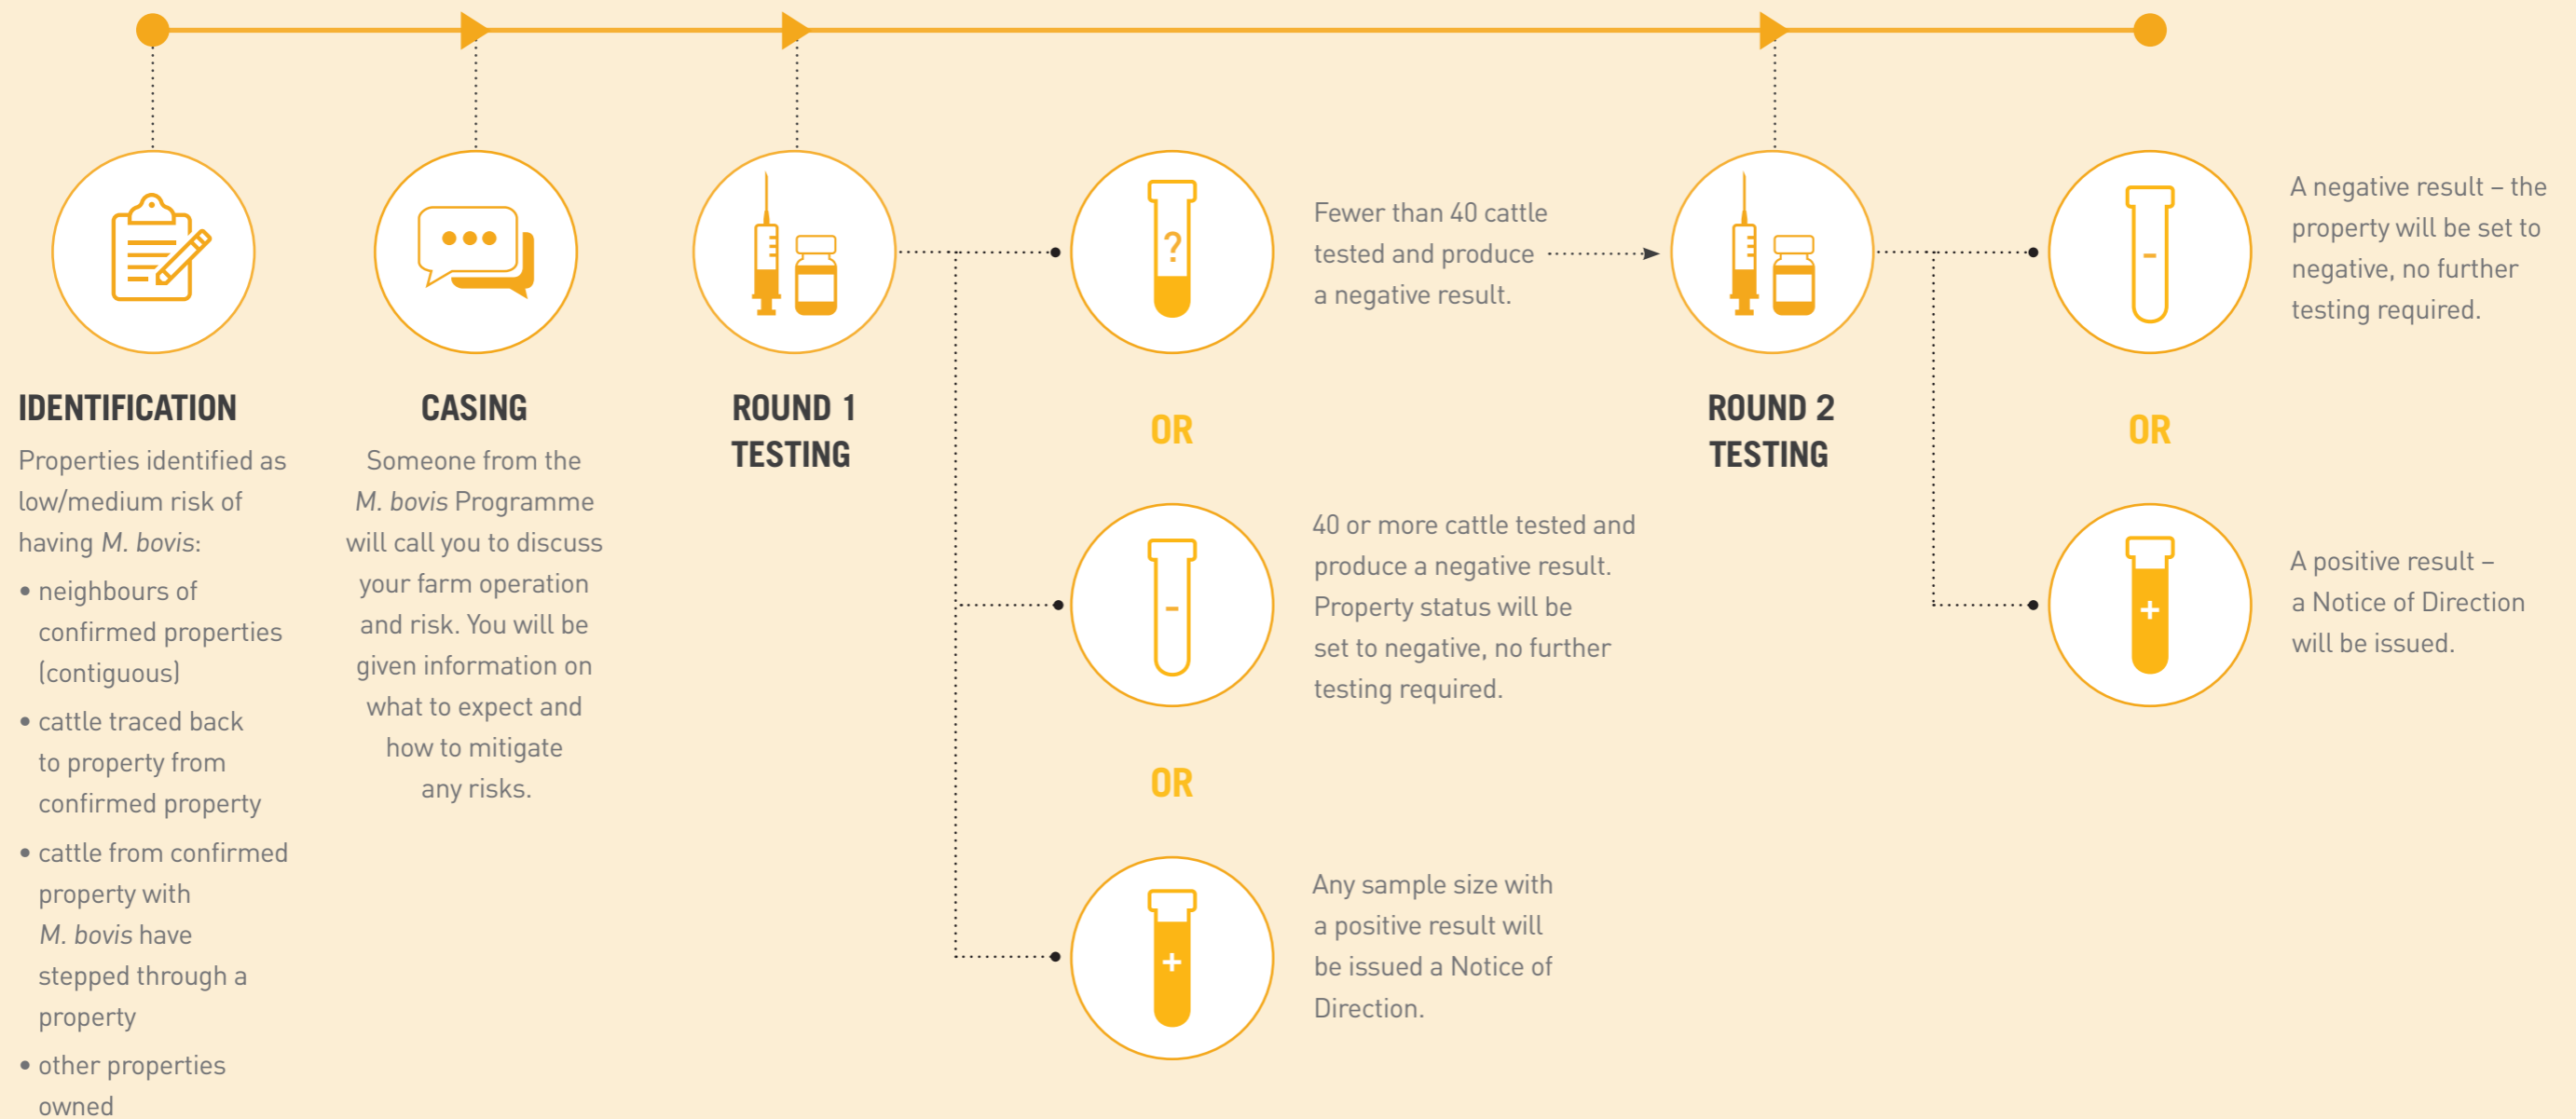 IDENTIFICATION
Properties identified as
low/medium risk of
having M. bovis:
• neighbours of
confirmed properties
(contiguous)
• cattle traced back
to property from
confirmed property
• cattle from confirmed
property with
M. bovis have
stepped through a
property
• other properties
owned
CASING
Someone from the
M. bovis Programme
will call you to discuss
your farm operation
and risk. You will be
given information on
what to expect and
how to mitigate
any risks.
ROUND 1
TESTING
?
Fewer than 40 cattle
tested and produce
a negative result.
OR
-
40 or more cattle tested and
produce a negative result.
Property status will be
set to negative, no further
testing required.
OR
+
Any sample size with
a positive result will
be issued a Notice of
Direction.
ROUND 2
TESTING
-
A negative result – the
property will be set to
negative, no further
testing required.
OR
+
A positive result –
a Notice of Direction
will be issued.